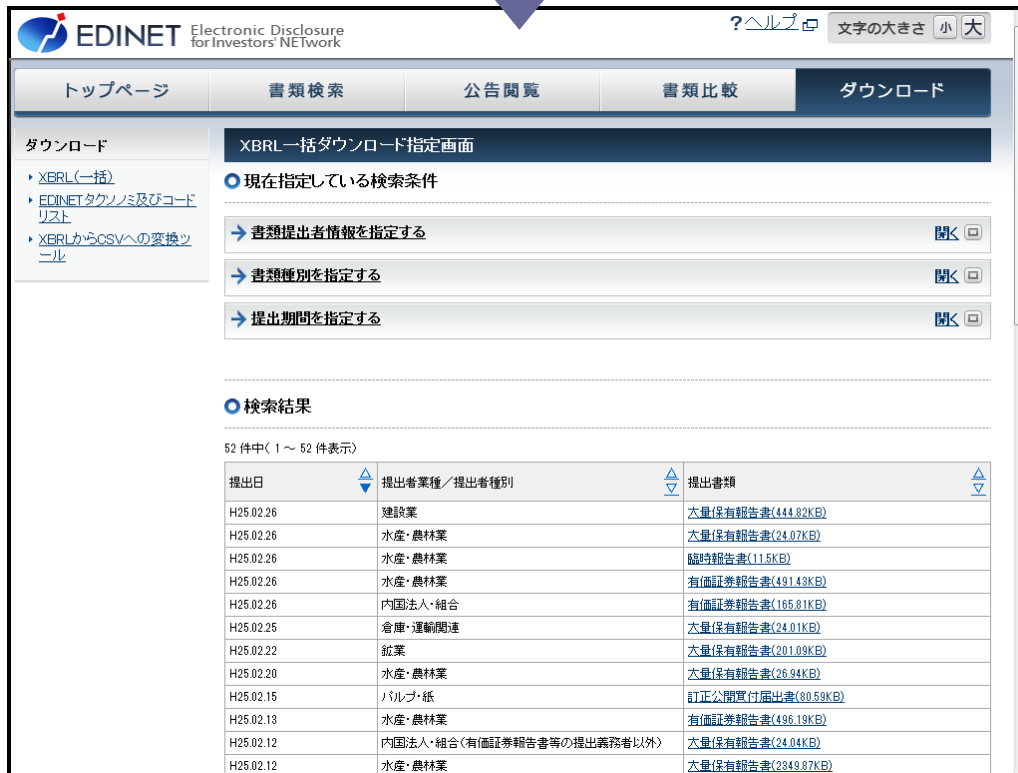 EDINET Electronic Disclosure
for Investors' NETwork
?ヘルプ 文字の大きさ 小 大
トップページ 書類検索 公告閲覧 書類比較 ダウンロード
ダウンロード
XBRL(一括)
EDINETタクソノミ及びコード
リスト
XBRLからCSVへの変換ツ
ール
XBRL一括ダウンロード指定画面
現在指定している検索条件
書類提出者情報を指定する 開く
書類種別を指定する 開く
提出期間を指定する 開く
検索結果
52 件中( 1 ～ 52 件表示)
提出日 △▼ 提出者業種／提出者種別 △▽ 提出書類 △▽
H25.02.26 建設業 大量保有報告書(444.82KB)
H25.02.26 水産・農林業 大量保有報告書(24.07KB)
H25.02.26 水産・農林業 臨時報告書(11.5KB)
H25.02.26 水産・農林業 有価証券報告書(491.43KB)
H25.02.26 内国法人・組合 有価証券報告書(165.81KB)
H25.02.25 倉庫・運輸関連 大量保有報告書(24.01KB)
H25.02.22 鉱業 大量保有報告書(201.09KB)
H25.02.20 水産・農林業 大量保有報告書(26.94KB)
H25.02.15 パルプ・紙 訂正公開買付届出書(80.59KB)
H25.02.13 水産・農林業 有価証券報告書(496.19KB)
H25.02.12 内国法人・組合(有価証券報告書等の提出義務者以外) 大量保有報告書(24.04KB)
H25.02.12 水産・農林業 大量保有報告書(2349.87KB)